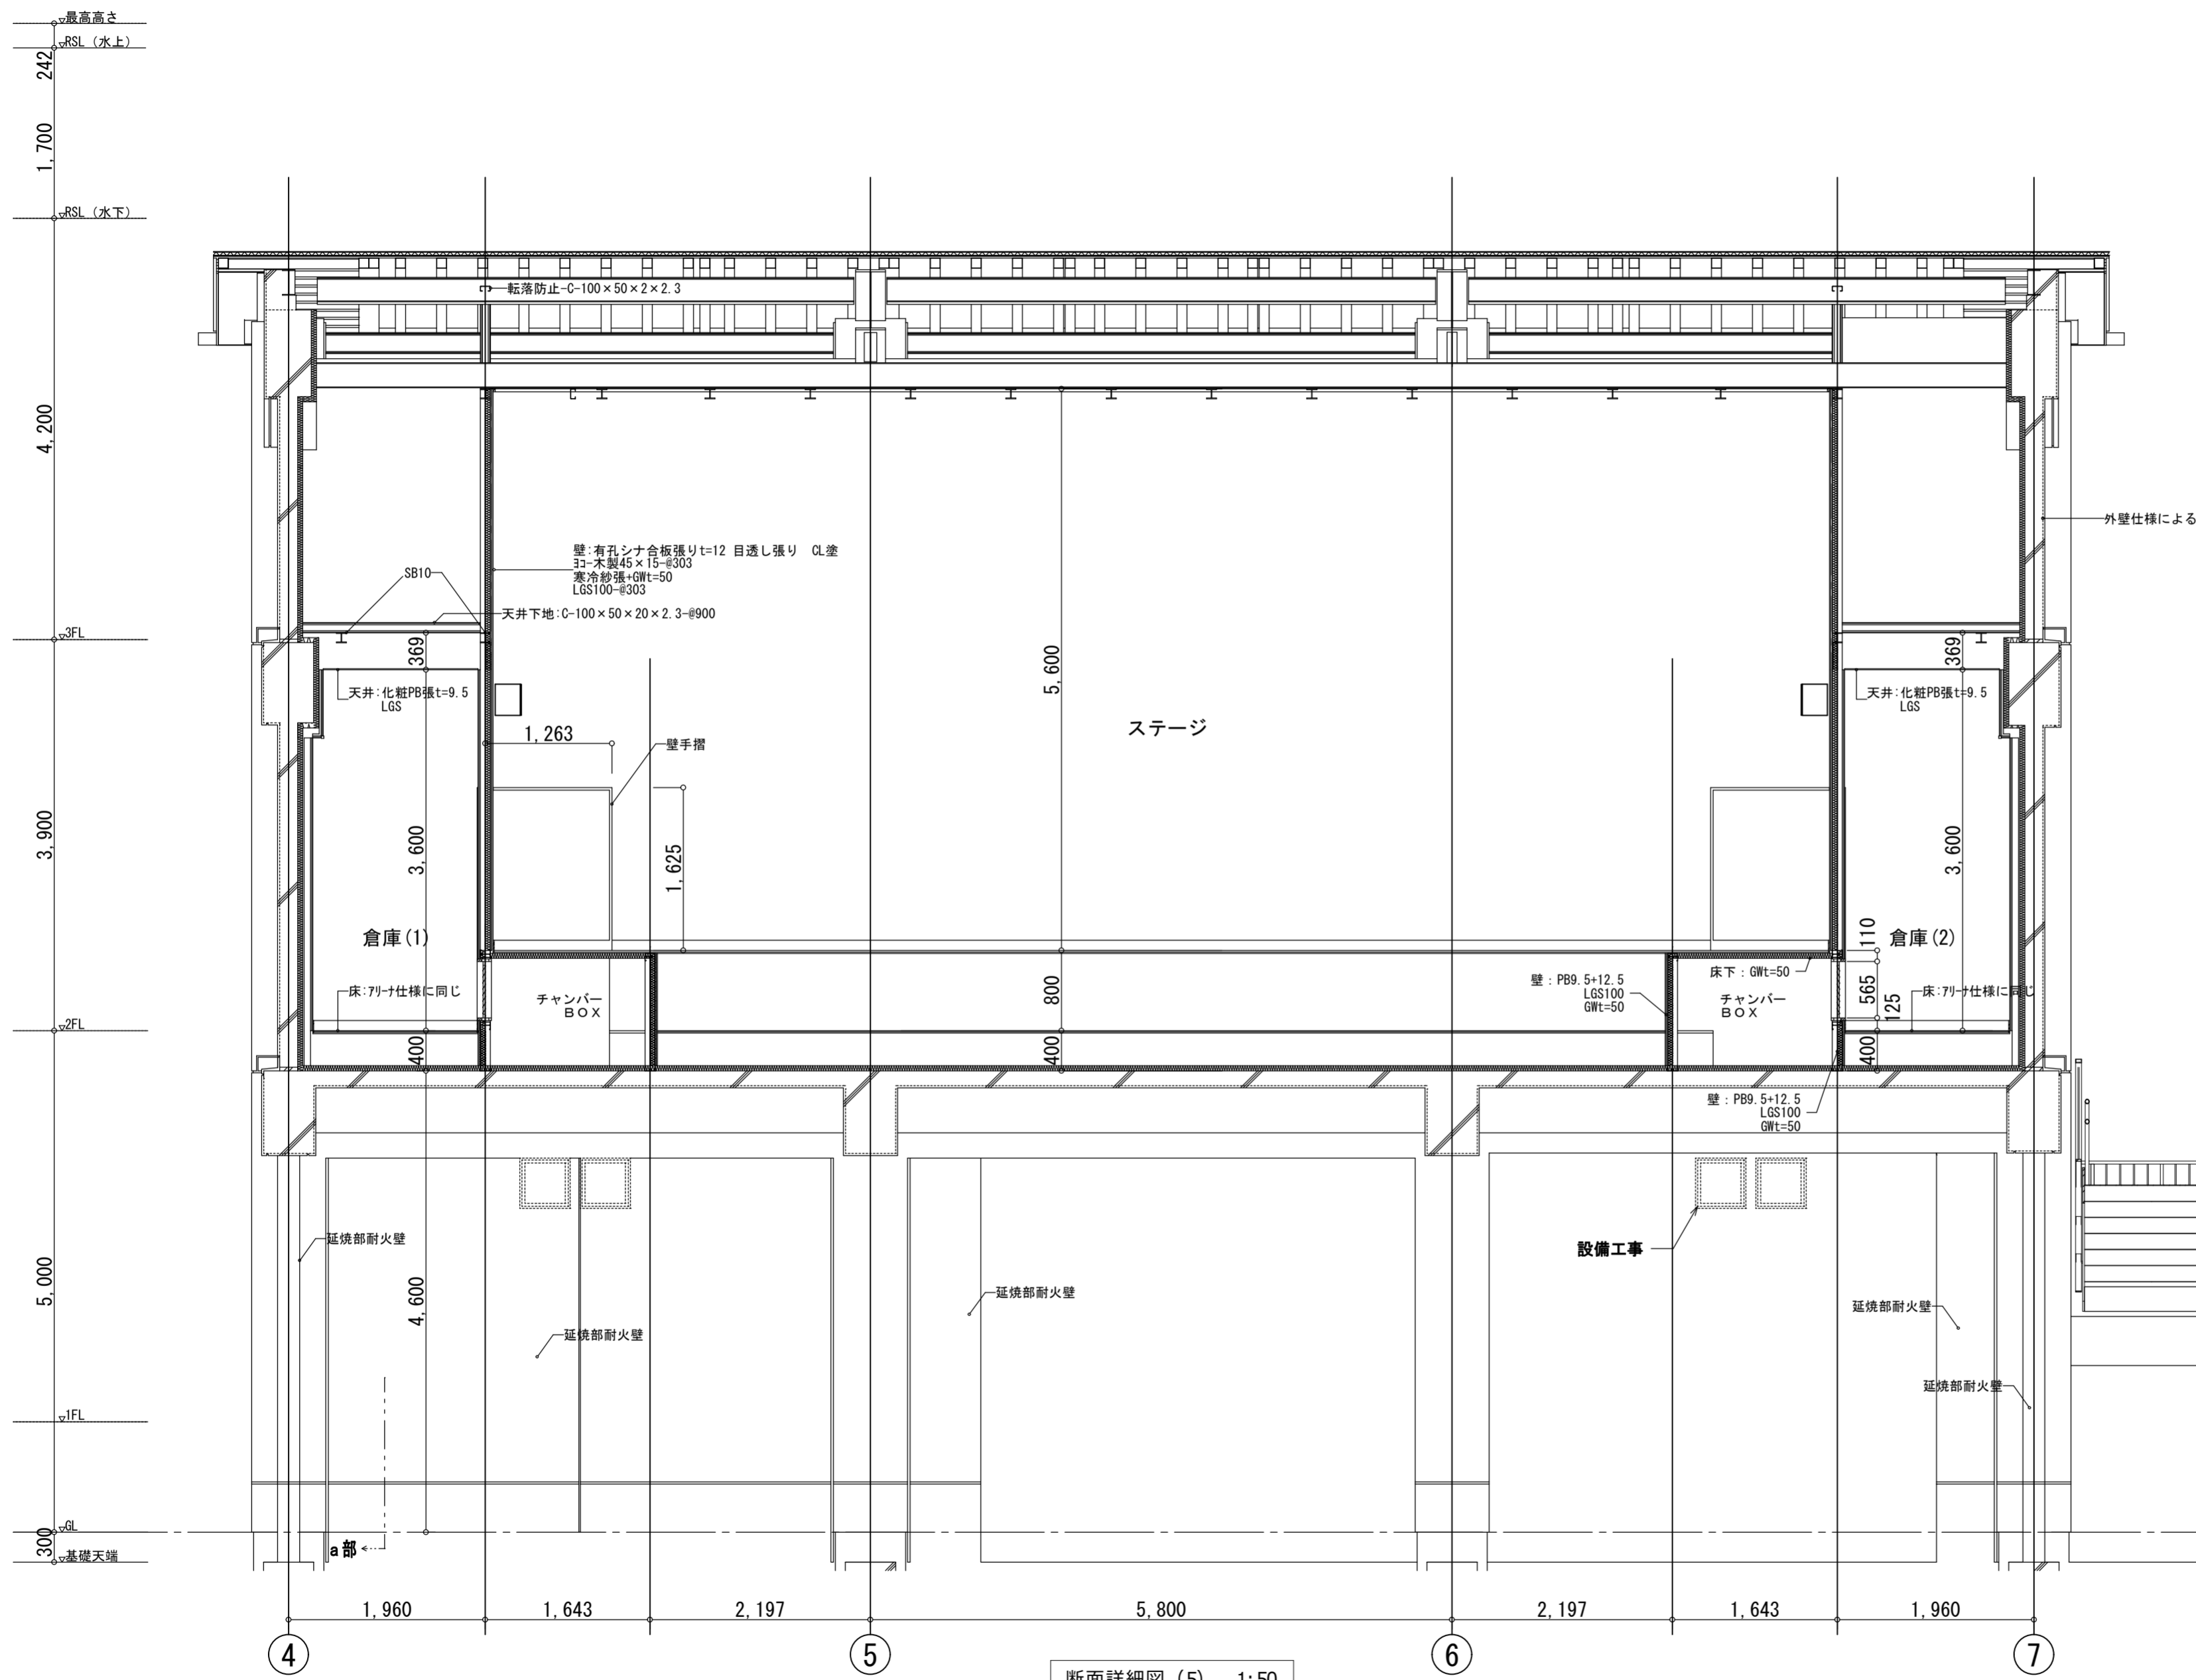 最高高さ
RSL（水上）
242
1,700
RSL（水下）
転落防止-C-100×50×2×2.3
4,200
外壁仕様による
壁:有孔シナ合板張りt=12 目透し張り CL塗
ﾖｺ-木製45×15-@303
寒冷紗張+GWt=50
LGS100-@303
SB10
天井下地:C-100×50×20×2.3-@900
3FL
369
5,600
369
天井:化粧PB張t=9.5
LGS
天井:化粧PB張t=9.5
LGS
1,263
壁手摺
ステージ
3,900
3,600
1,625
3,600
倉庫(1)
110
倉庫(2)
床下：GWt=50
壁：PB9.5+12.5
LGS100
GWt=50
床:ｱﾘｰﾅ仕様に同じ
チャンバー
ＢＯＸ
800
チャンバー
ＢＯＸ
565
125
床:ｱﾘｰﾅ仕様に同じ
2FL
400
400
400
壁：PB9.5+12.5
LGS100
GWt=50
延焼部耐火壁
設備工事
5,000
4,600
延焼部耐火壁
延焼部耐火壁
延焼部耐火壁
延焼部耐火壁
1FL
GL
300
基礎天端
a部
1,960
1,643
2,197
5,800
2,197
1,643
1,960
4
5
6
7
断面詳細図（5） 1:50